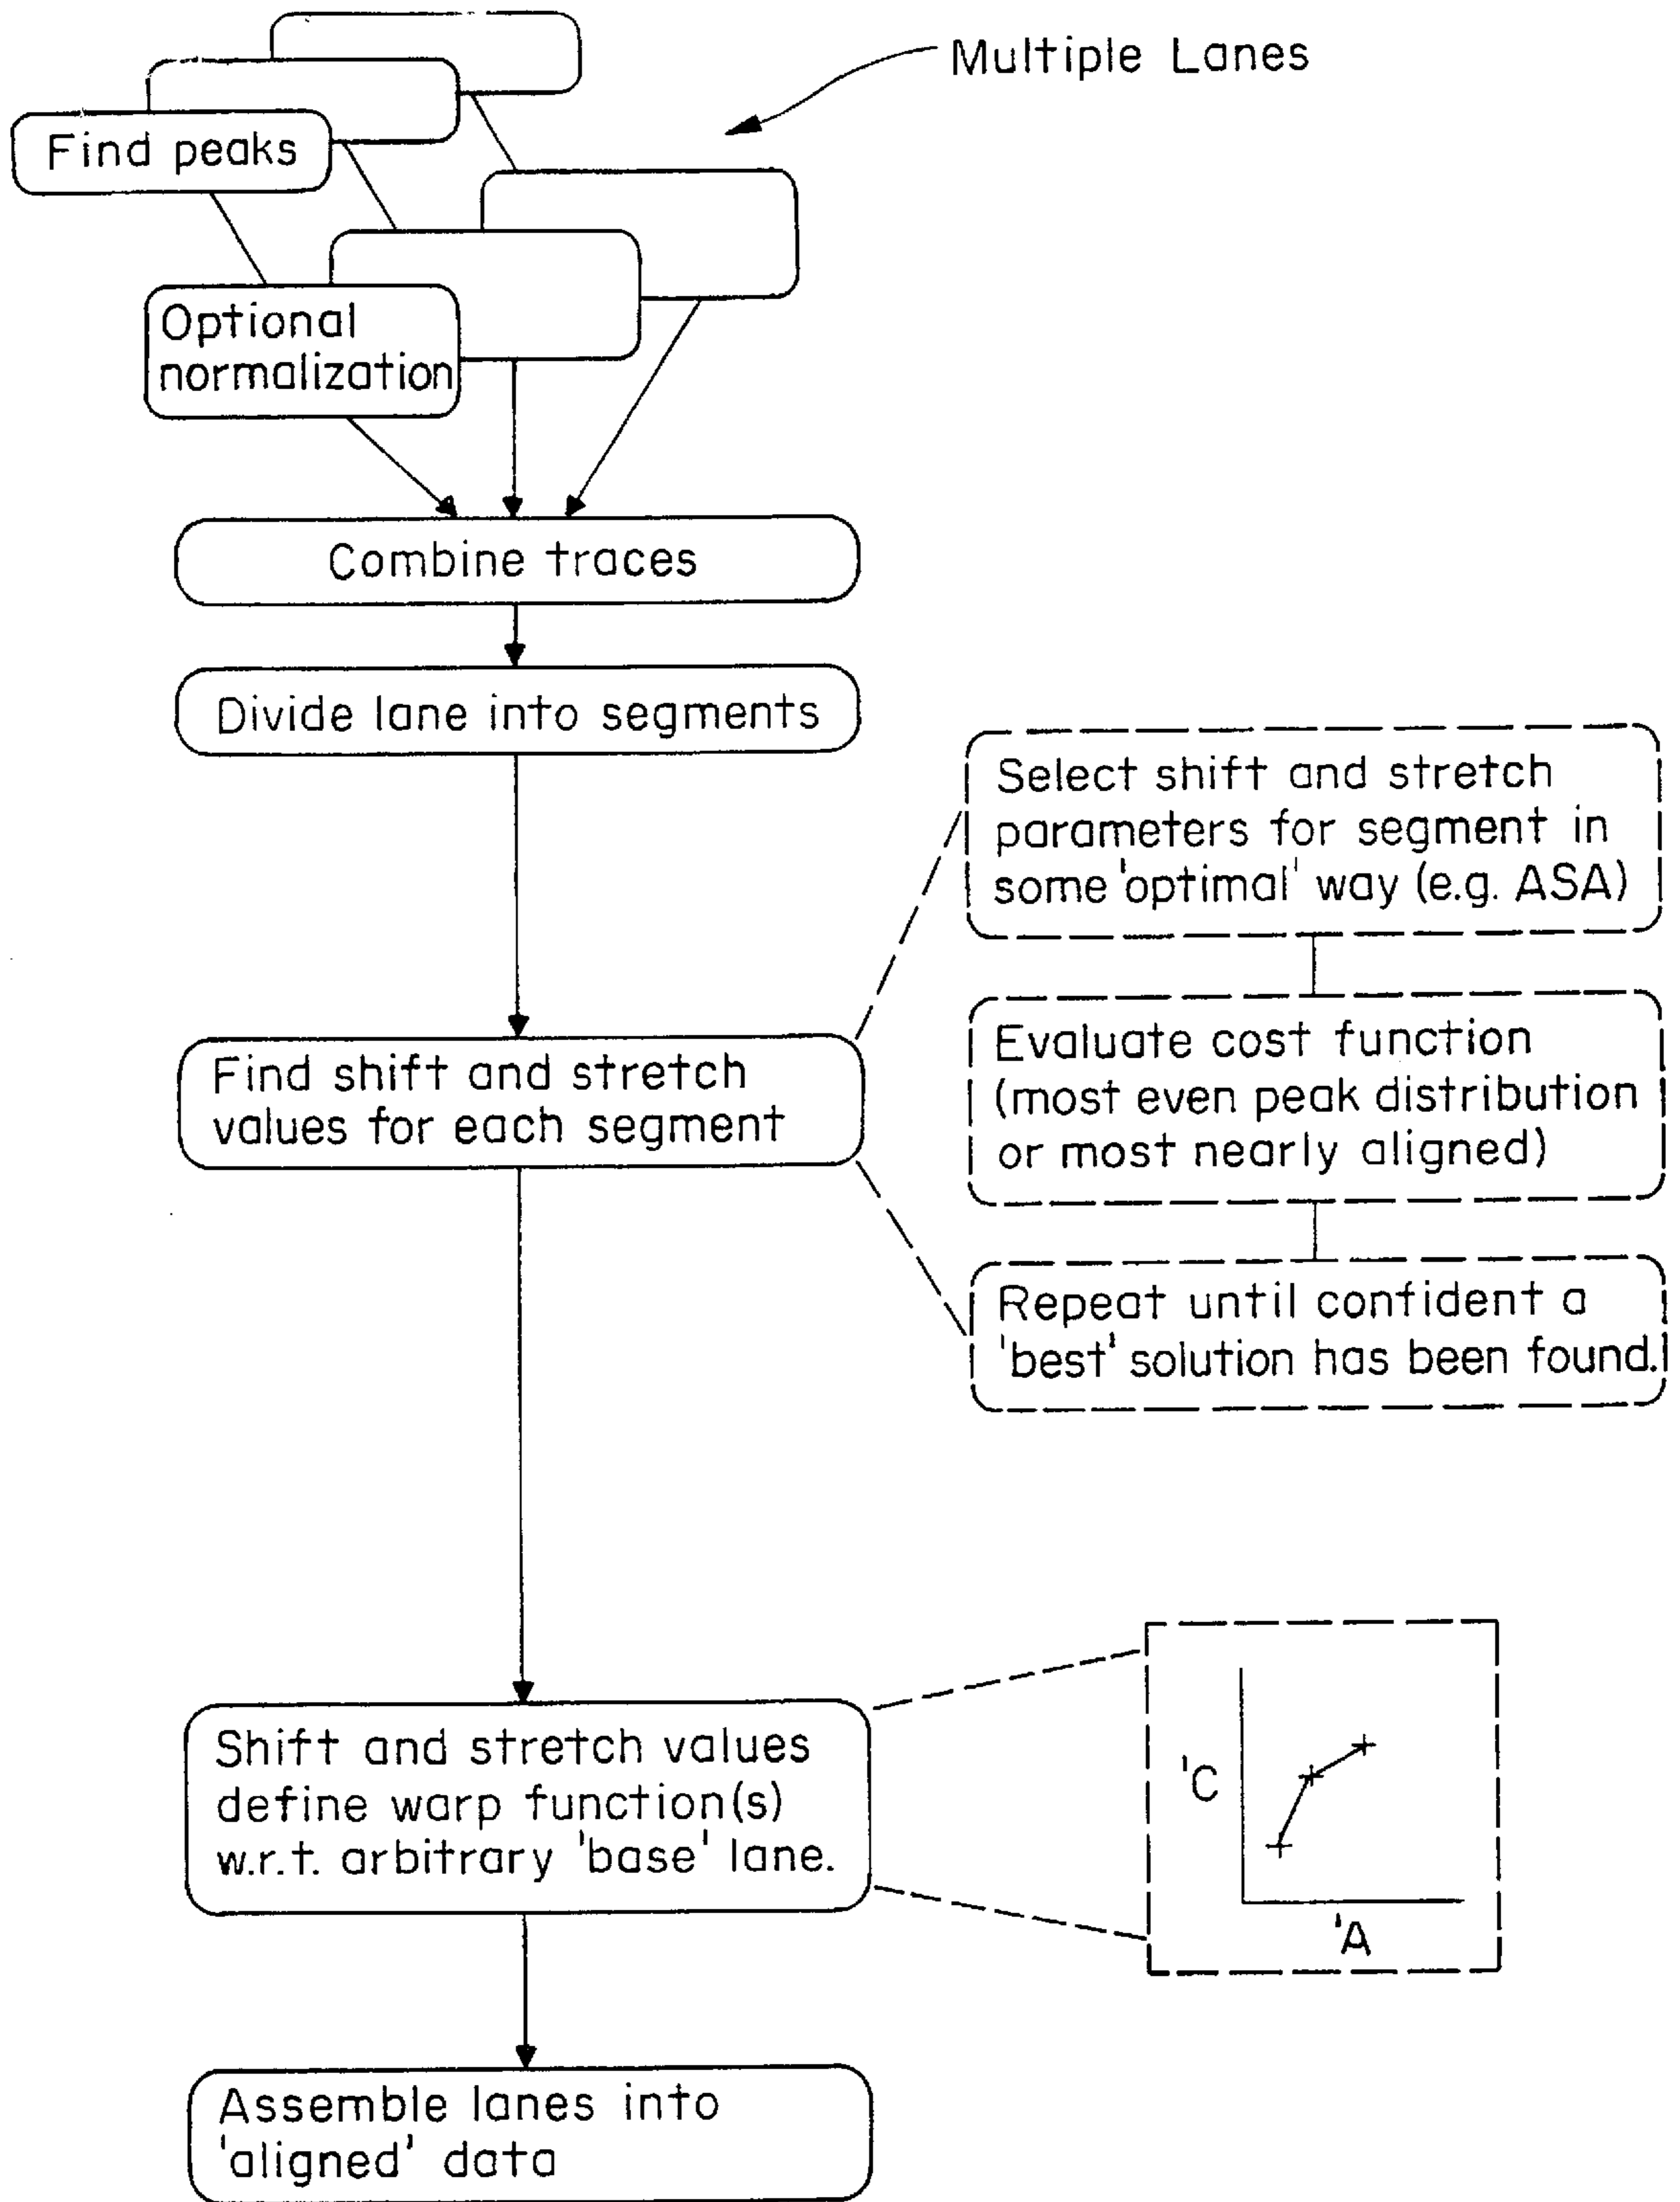 Multiple Lanes
Find peaks
Optional
normalization
Combine traces
Divide lane into segments
Select shift and stretch
parameters for segment in
some 'optimal' way (e.g. ASA)
Find shift and stretch
values for each segment
Evaluate cost function
(most even peak distribution
or most nearly aligned)
Repeat until confident a
'best' solution has been found.
Shift and stretch values
define warp function(s)
w.r.t. arbitrary 'base' lane.
'C
'A
Assemble lanes into
'aligned' data